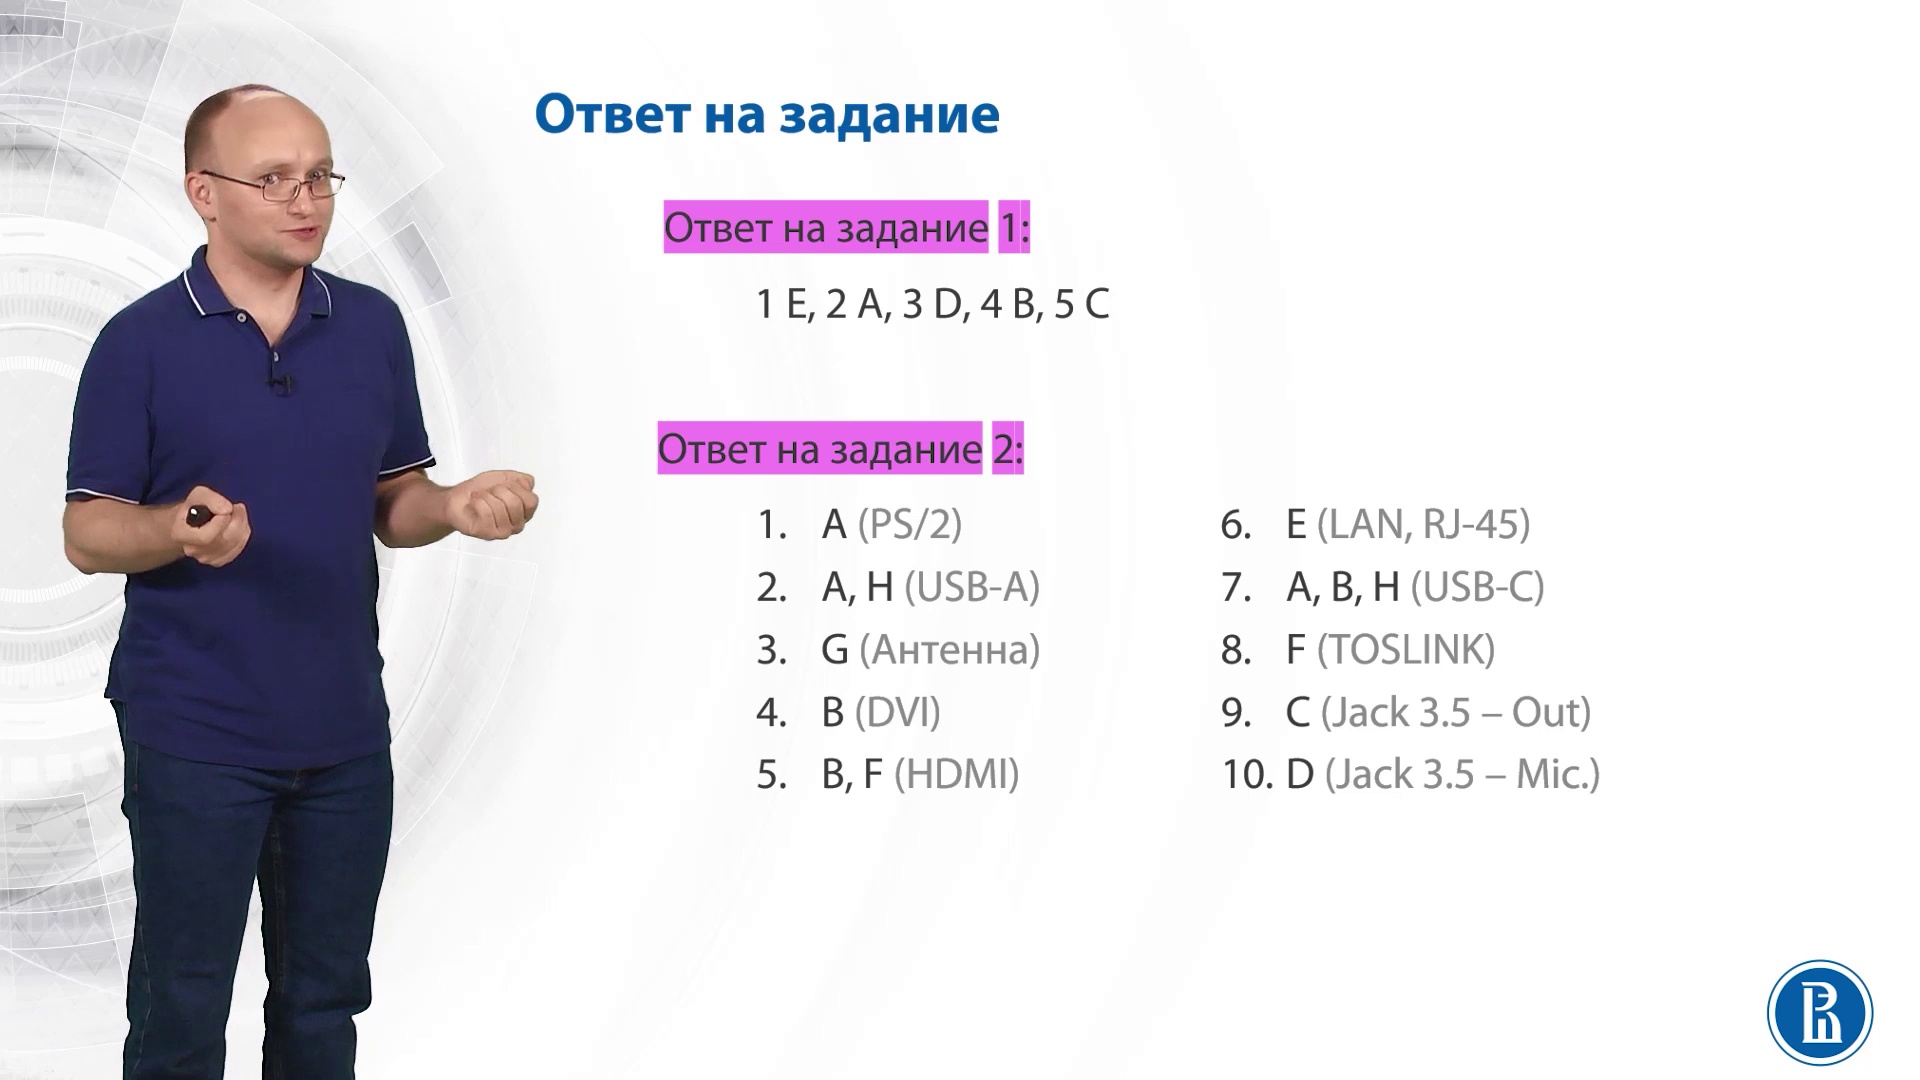 Ответ на задание
Ответ на задание 1:
1 E, 2 A, 3 D, 4 B, 5 C
Ответ на задание 2:
1. A (PS/2)
2. A, H (USB-A)
3. G (Антенна)
4. B (DVI)
5. B, F (HDMI)
6. E (LAN, RJ-45)
7. A, B, H (USB-C)
8. F (TOSLINK)
9. C (Jack 3.5 – Out)
10. D (Jack 3.5 – Mic.)